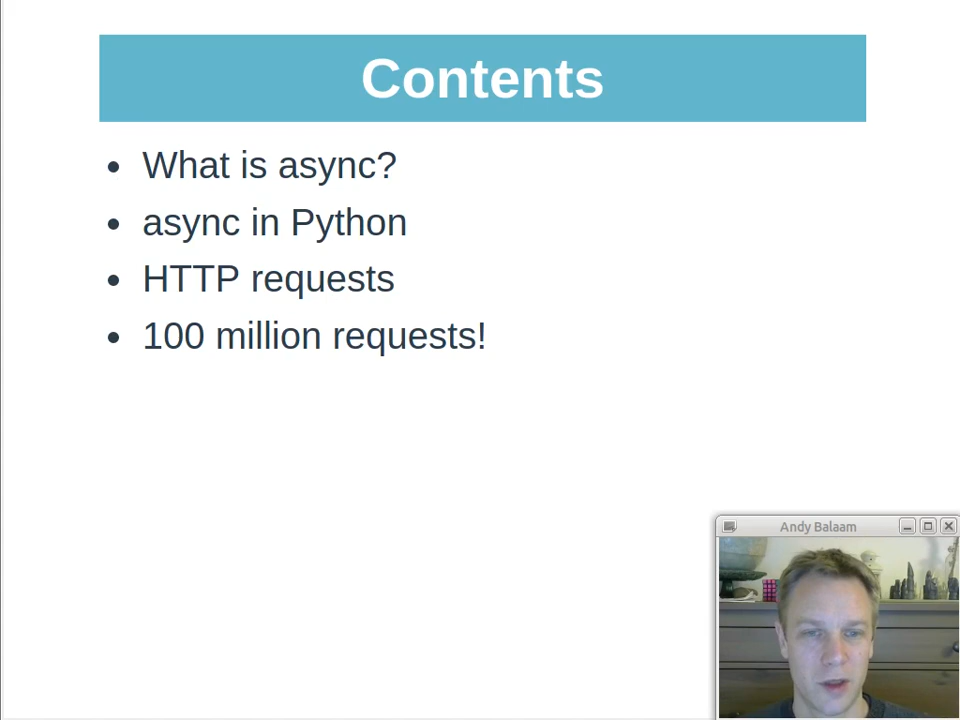 Contents
What is async?
async in Python
HTTP requests
100 million requests!
Andy Balaam